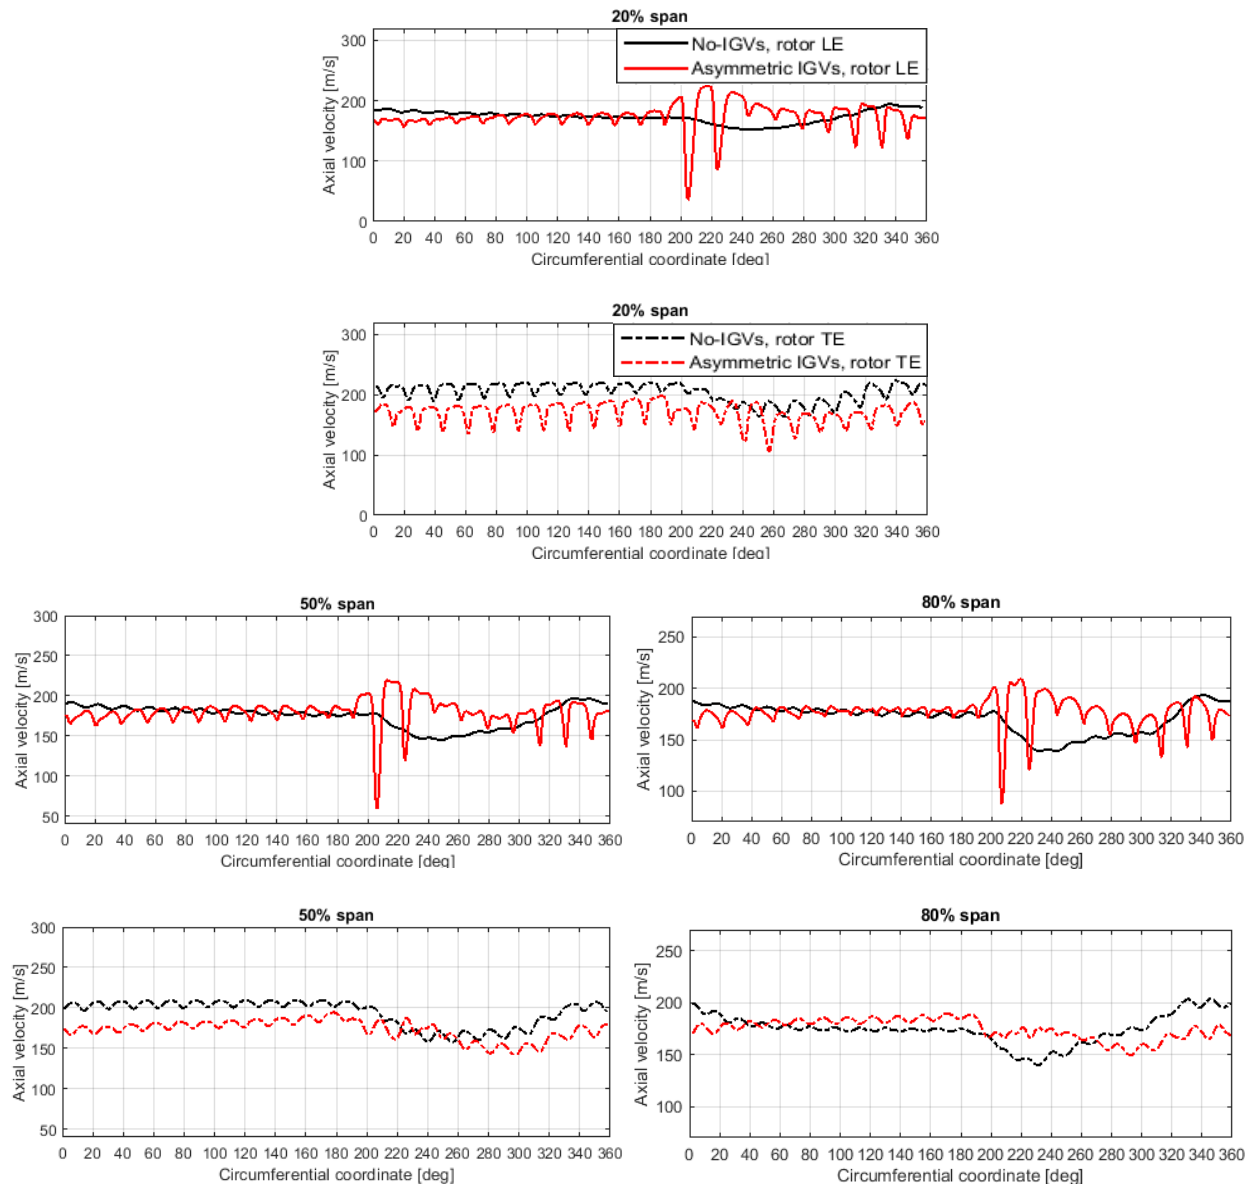 20% span
300
200
100
0
Axial velocity [m/s]
No-IGVs, rotor LE
Asymmetric IGVs, rotor LE
0 20 40 60 80 100 120 140 160 180 200 220 240 260 280 300 320 340 360
Circumferential coordinate [deg]
20% span
300
200
100
0
Axial velocity [m/s]
No-IGVs, rotor TE
Asymmetric IGVs, rotor TE
0 20 40 60 80 100 120 140 160 180 200 220 240 260 280 300 320 340 360
Circumferential coordinate [deg]
50% span
300
250
200
150
100
50
Axial velocity [m/s]
0 20 40 60 80 100 120 140 160 180 200 220 240 260 280 300 320 340 360
Circumferential coordinate [deg]
80% span
250
200
150
100
Axial velocity [m/s]
0 20 40 60 80 100 120 140 160 180 200 220 240 260 280 300 320 340 360
Circumferential coordinate [deg]
50% span
300
250
200
150
100
50
Axial velocity [m/s]
0 20 40 60 80 100 120 140 160 180 200 220 240 260 280 300 320 340 360
Circumferential coordinate [deg]
80% span
250
200
150
100
Axial velocity [m/s]
0 20 40 60 80 100 120 140 160 180 200 220 240 260 280 300 320 340 360
Circumferential coordinate [deg]